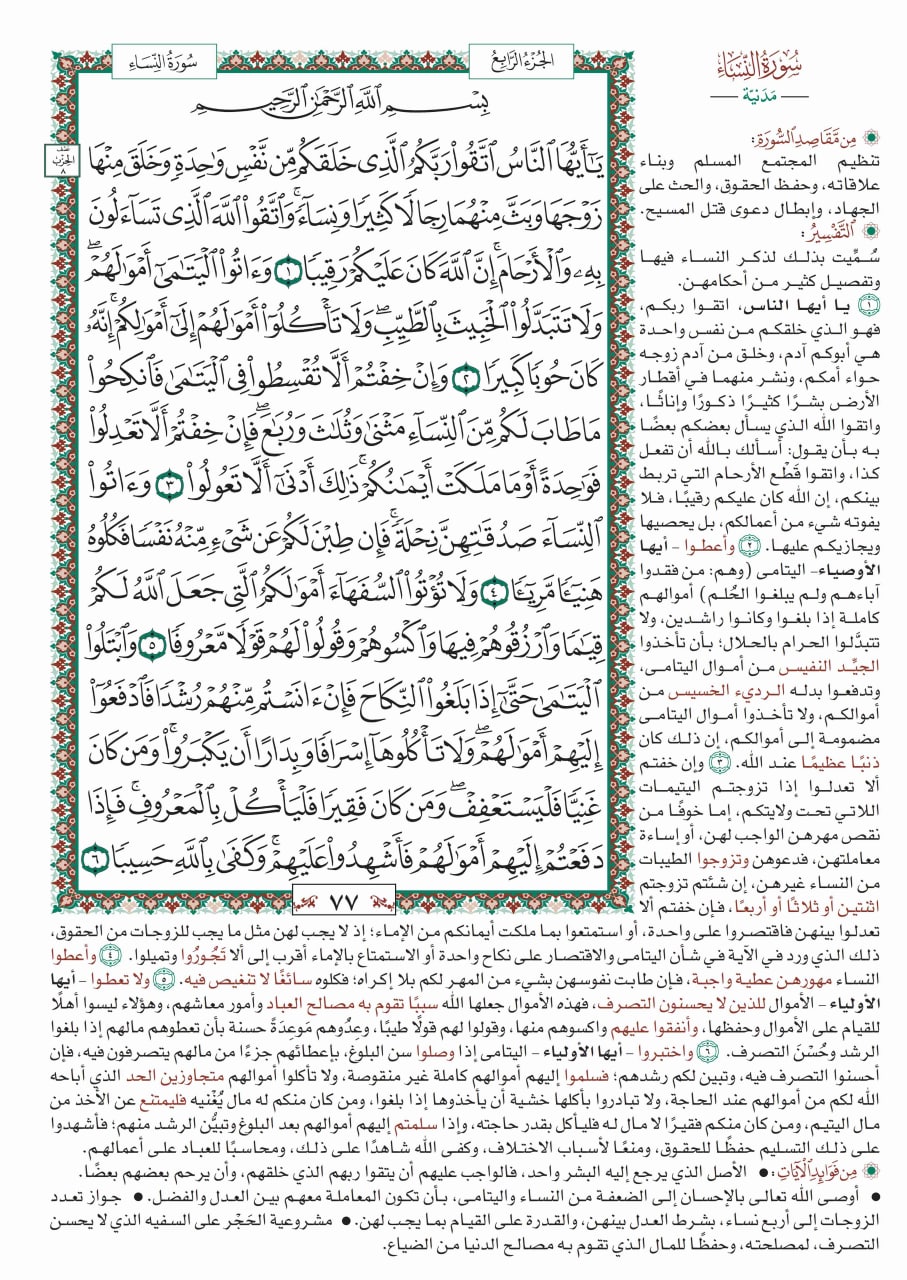 سُورَةُ النِّسَاءِ
الجُزْءُ الرَّابِعُ
سُورَةُ النِّسَاءِ
مَدَنيّة
نصف الحزب ٨
بِسْمِ اللَّهِ الرَّحْمَٰنِ الرَّحِيمِ
يَٰٓأَيُّهَا ٱلنَّاسُ ٱتَّقُوا۟ رَبَّكُمُ ٱلَّذِى خَلَقَكُم مِّن نَّفْسٍ وَٰحِدَةٍ وَخَلَقَ مِنْهَا
زَوْجَهَا وَبَثَّ مِنْهُمَا رِجَالًا كَثِيرًا وَنِسَآءً ۚ وَٱتَّقُوا۟ ٱللَّهَ ٱلَّذِى تَسَآءَلُونَ
بِهِۦ وَٱلْأَرْحَامَ ۚ إِنَّ ٱللَّهَ كَانَ عَلَيْكُمْ رَقِيبًا ١ وَءَاتُوا۟ ٱلْيَتَٰمَىٰٓ أَمْوَٰلَهُمْ ۖ
وَلَا تَتَبَدَّلُوا۟ ٱلْخَبِيثَ بِٱلطَّيِّبِ ۖ وَلَا تَأْكُلُوٓا۟ أَمْوَٰلَهُمْ إِلَىٰٓ أَمْوَٰلِكُمْ ۚ إِنَّهُۥ
كَانَ حُوبًا كَبِيرًا ٢ وَإِنْ خِفْتُمْ أَلَّا تُقْسِطُوا۟ فِى ٱلْيَتَٰمَىٰ فَٱنكِحُوا۟
مَا طَابَ لَكُم مِّنَ ٱلنِّسَآءِ مَثْنَىٰ وَثُلَٰثَ وَرُبَٰعَ ۖ فَإِنْ خِفْتُمْ أَلَّا تَعْدِلُوا۟
فَوَٰحِدَةً أَوْ مَا مَلَكَتْ أَيْمَٰنُكُمْ ۚ ذَٰلِكَ أَدْنَىٰٓ أَلَّا تَعُولُوا۟ ٣ وَءَاتُوا۟
ٱلنِّسَآءَ صَدُقَٰتِهِنَّ نِحْلَةً ۚ فَإِن طِبْنَ لَكُمْ عَن شَىْءٍ مِّنْهُ نَفْسًا فَكُلُوهُ
هَنِيٓـًٔا مَّرِيٓـًٔا ٤ وَلَا تُؤْتُوا۟ ٱلسُّفَهَآءَ أَمْوَٰلَكُمُ ٱلَّتِى جَعَلَ ٱللَّهُ لَكُمْ
قِيَٰمًا وَٱرْزُقُوهُمْ فِيهَا وَٱكْسُوهُمْ وَقُولُوا۟ لَهُمْ قَوْلًا مَّعْرُوفًا ٥ وَٱبْتَلُوا۟
ٱلْيَتَٰمَىٰ حَتَّىٰٓ إِذَا بَلَغُوا۟ ٱلنِّكَاحَ فَإِنْ ءَانَسْتُم مِّنْهُمْ رُشْدًا فَٱدْفَعُوٓا۟
إِلَيْهِمْ أَمْوَٰلَهُمْ ۖ وَلَا تَأْكُلُوهَآ إِسْرَافًا وَبِدَارًا أَن يَكْبَرُوا۟ ۚ وَمَن كَانَ
غَنِيًّا فَلْيَسْتَعْفِفْ ۖ وَمَن كَانَ فَقِيرًا فَلْيَأْكُلْ بِٱلْمَعْرُوفِ ۚ فَإِذَا
دَفَعْتُمْ إِلَيْهِمْ أَمْوَٰلَهُمْ فَأَشْهِدُوا۟ عَلَيْهِمْ ۚ وَكَفَىٰ بِٱللَّهِ حَسِيبًا ٦
٧٧
مِن مَّقَاصِدِ السُّورَةِ:
تنظيم المجتمع المسلم وبناء
علاقاته، وحفظ الحقوق، والحث على
الجهاد، وإبطال دعوى قتل المسيح.
التَّفْسِيرُ:
سُمِّيت بذلك لذكر النساء فيها
وتفصيل كثير من أحكامهن.
١ يا أيها الناس، اتقوا ربكم،
فهو الذي خلقكم من نفس واحدة
هي أبوكم آدم، وخلق من آدم زوجه
حواء أمكم، ونشر منهما في أقطار
الأرض بشرًا كثيرًا ذكورًا وإناثًا،
واتقوا الله الذي يسأل بعضكم بعضًا
به بأن يقول: أسألك بالله أن تفعل
كذا، واتقوا قَطْع الأرحام التي تربط
بينكم، إن الله كان عليكم رقيبًا، فلا
يفوته شيء من أعمالكم، بل يحصيها
ويجازيكم عليها. ٢ وأعطوا – أيها
الأوصياء- اليتامى (وهم: من فقدوا
آباءهم ولم يبلغوا الحُلم) أموالهم
كاملة إذا بلغوا وكانوا راشدين، ولا
تتبدَّلوا الحرام بالحلال؛ بأن تأخذوا
الجيِّد النفيس من أموال اليتامى،
وتدفعوا بدله الرديء الخسيس من
أموالكم، ولا تأخذوا أموال اليتامى
مضمومة إلى أموالكم، إن ذلك كان
ذنبًا عظيمًا عند الله. ٣ وإن خفتم
ألا تعدلوا إذا تزوجتم اليتيمات
اللاتي تحت ولايتكم، إما خوفًا من
نقص مهرهن الواجب لهن، أو إساءة
معاملتهن، فدعوهن وتزوجوا الطيبات
من النساء غيرهن، إن شئتم تزوجتم
اثنتين أو ثلاثًا أو أربعًا، فإن خفتم ألا
تعدلوا بينهن فاقتصروا على واحدة، أو استمتعوا بما ملكت أيمانكم من الإماء؛ إذ لا يجب لهن مثل ما يجب للزوجات من الحقوق،
ذلك الذي ورد في الآية في شأن اليتامى والاقتصار على نكاح واحدة أو الاستمتاع بالإماء أقرب إلى ألا تَجُورُوا وتميلوا. ٤ وأعطوا
النساء مهورهن عطية واجبة، فإن طابت نفوسهن بشيء من المهر لكم بلا إكراه؛ فكلوه سائغًا لا تنغيص فيه. ٥ ولا تعطوا - أيها
الأولياء - الأموال للذين لا يحسنون التصرف، فهذه الأموال جعلها الله سببًا تقوم به مصالح العباد وأمور معاشهم، وهؤلاء ليسوا أهلًا
للقيام على الأموال وحفظها، وأنفقوا عليهم واكسوهم منها، وقولوا لهم قولًا طيبًا، وعِدُوهم مَوعِدَةً حسنة بأن تعطوهم مالهم إذا بلغوا
الرشد وحُسْنَ التصرف. ٦ واختبروا - أيها الأولياء - اليتامى إذا وصلوا سن البلوغ، بإعطائهم جزءًا من مالهم يتصرفون فيه، فإن
أحسنوا التصرف فيه، وتبين لكم رشدهم؛ فسلموا إليهم أموالهم كاملة غير منقوصة، ولا تأكلوا أموالهم متجاوزين الحد الذي أباحه
الله لكم من أموالهم عند الحاجة، ولا تبادروا بأكلها خشية أن يأخذوها إذا بلغوا، ومن كان منكم له مال يُغْنيه فليمتنع عن الأخذ من
مال اليتيم، ومن كان منكم فقيرًا لا مال له فليأكل بقدر حاجته، وإذا سلمتم إليهم أموالهم بعد البلوغ وتبيُّن الرشد منهم؛ فأشهدوا
على ذلك التسليم حفظًا للحقوق، ومنعًا لأسباب الاختلاف، وكفى الله شاهدًا على ذلك، ومحاسبًا للعباد على أعمالهم.
مِن فَوَائِدِ الآيَاتِ: • الأصل الذي يرجع إليه البشر واحد، فالواجب عليهم أن يتقوا ربهم الذي خلقهم، وأن يرحم بعضهم بعضًا.
• أوصى الله تعالى بالإحسان إلى الضعفة من النساء واليتامى، بأن تكون المعاملة معهم بين العدل والفضل. • جواز تعدد
الزوجات إلى أربع نساء، بشرط العدل بينهن، والقدرة على القيام بما يجب لهن. • مشروعية الحَجْر على السفيه الذي لا يحسن
التصرف، لمصلحته، وحفظًا للمال الذي تقوم به مصالح الدنيا من الضياع.